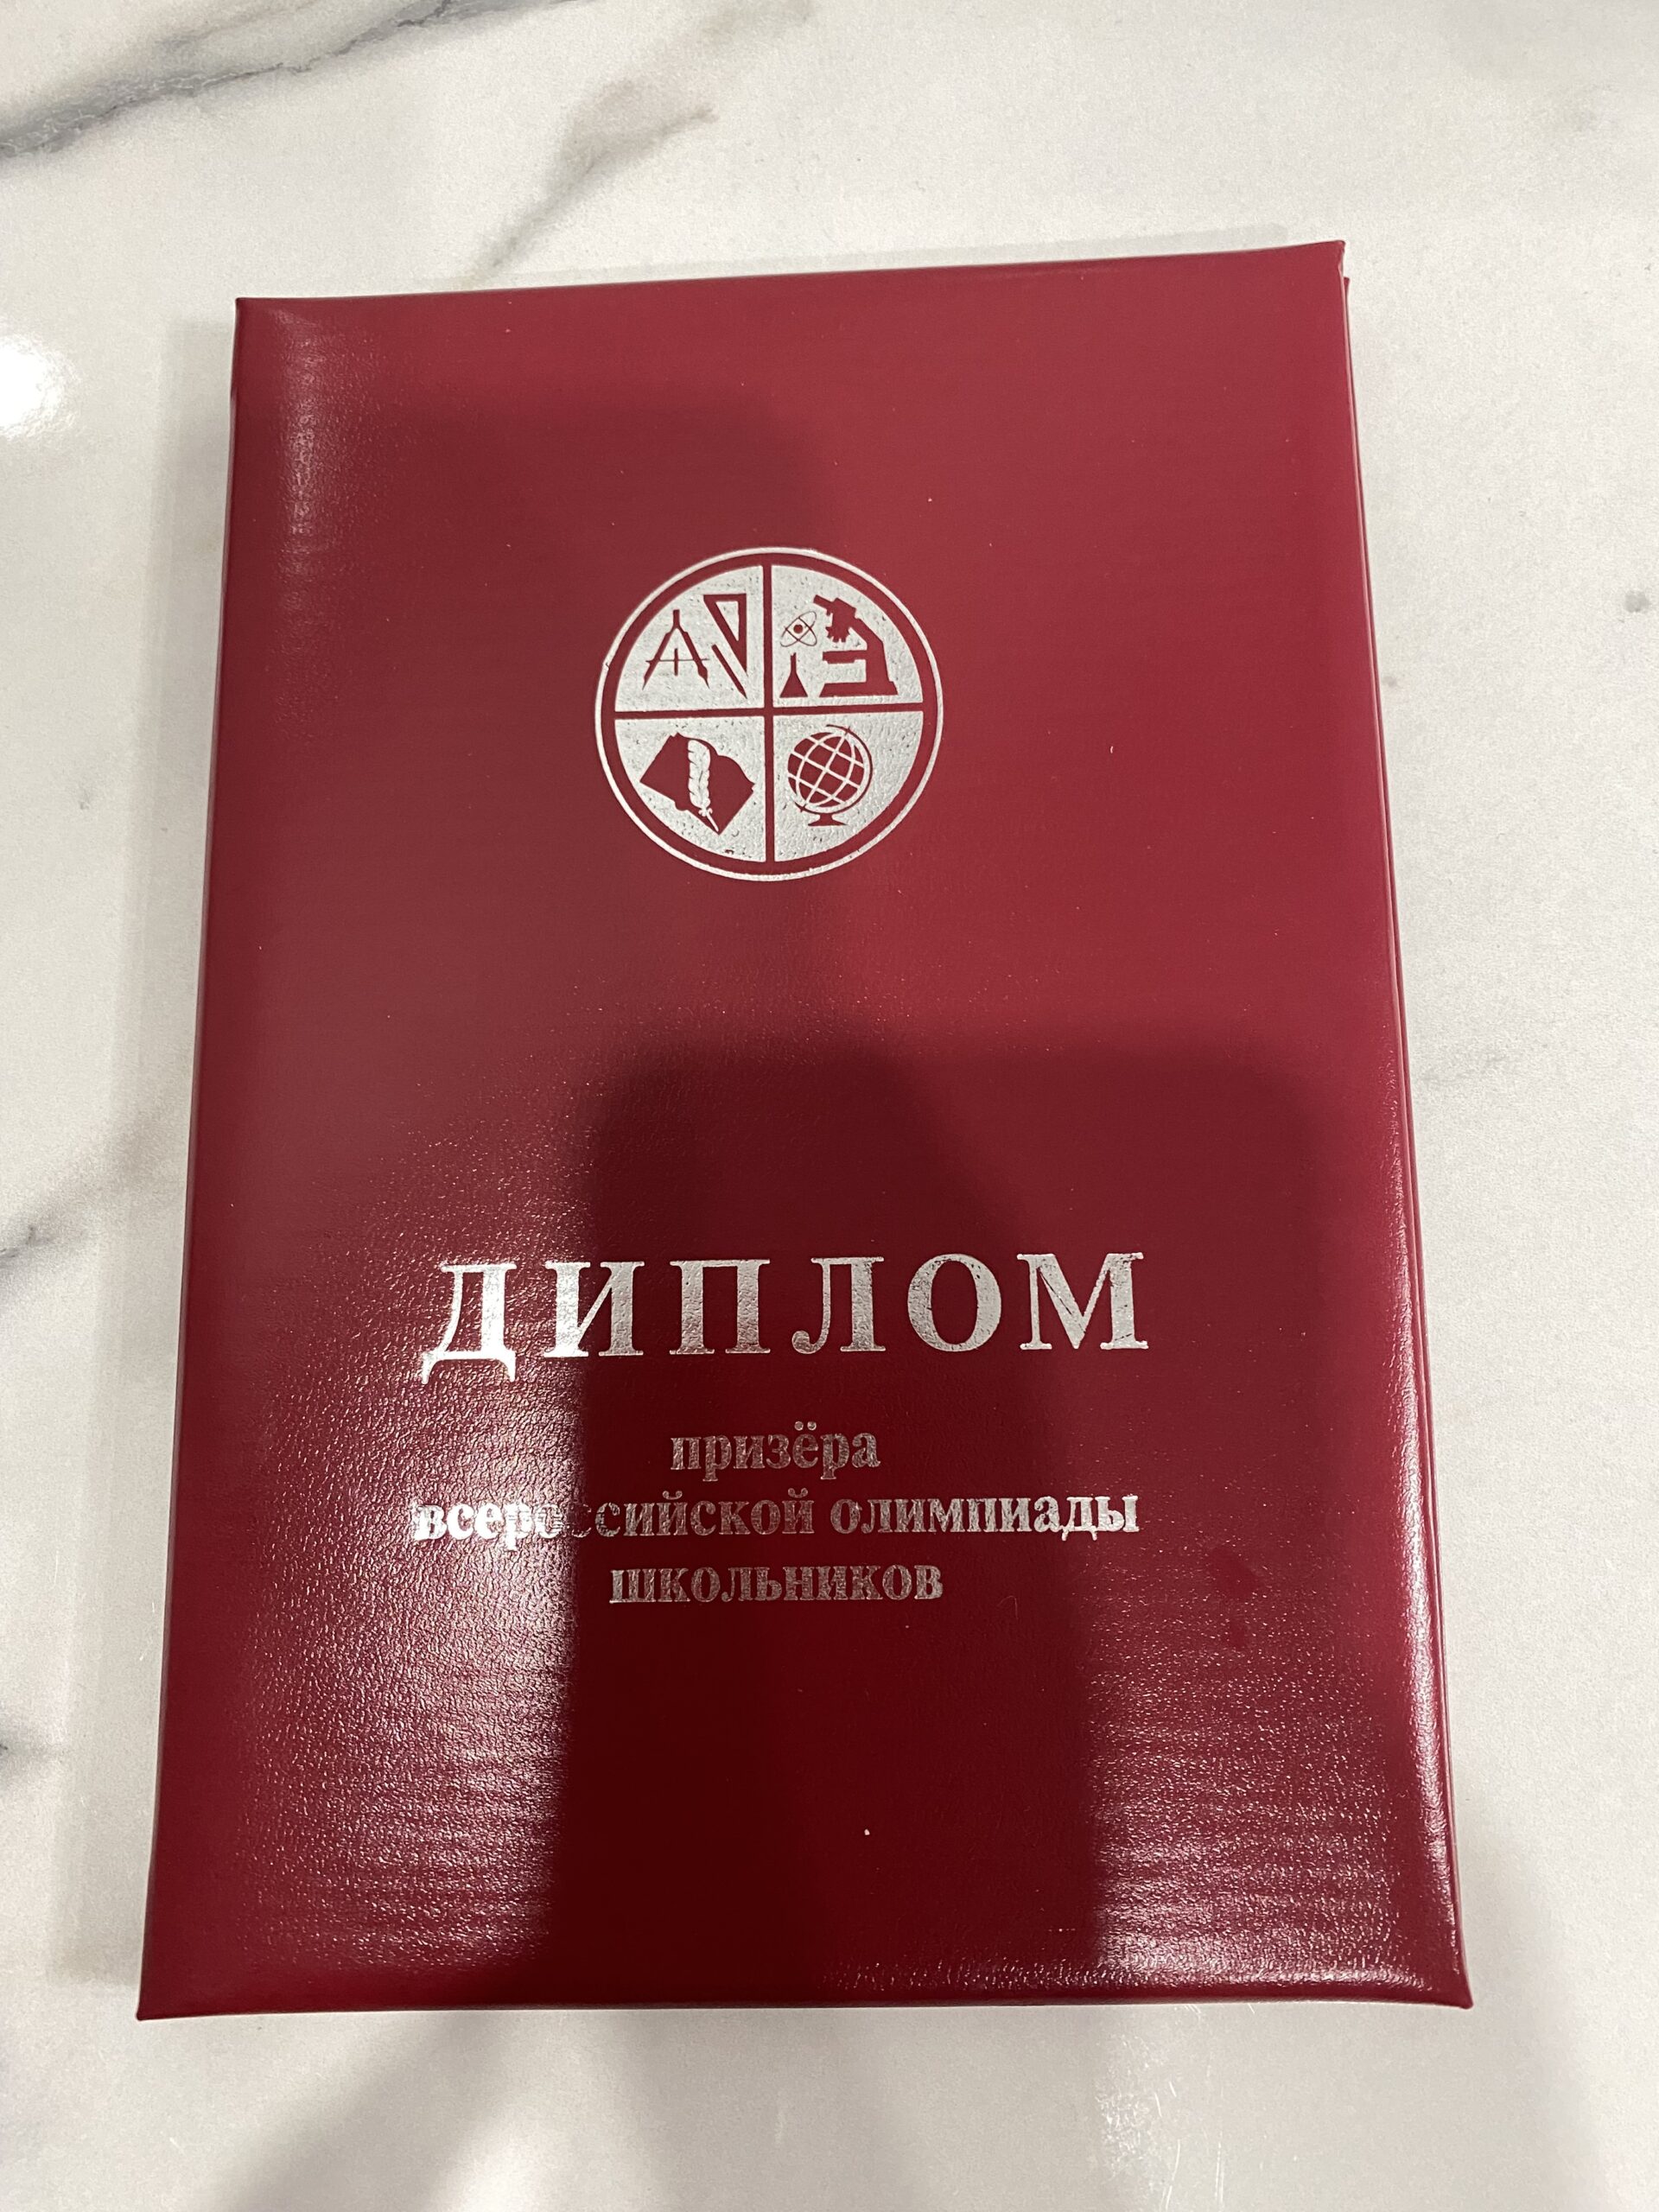 ДИПЛОМ
призёра
всероссийской олимпиады
школьников